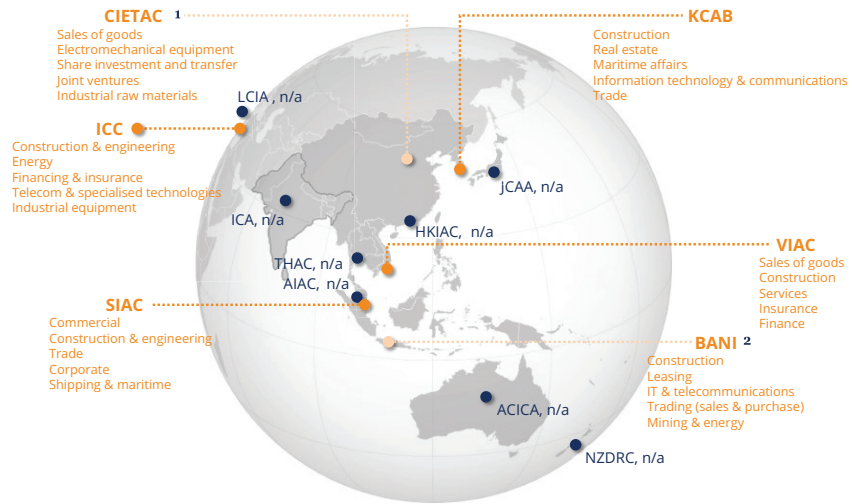 CIETAC 1
Sales of goods
Electromechanical equipment
Share investment and transfer
Joint ventures
Industrial raw materials
KCAB
Construction
Real estate
Maritime affairs
Information technology & communications
Trade
LCIA , n/a
ICC
Construction & engineering
Energy
Financing & insurance
Telecom & specialised technologies
Industrial equipment
jCAA, n/a
ICA, n/a
HKIAC, n/a
THAC, n/a
AIAC, n/a
VIAC
Sales of goods
Construction
Services
Insurance
Finance
SIAC
Commercial
Construction & engineering
Trade
Corporate
Shipping & maritime
BANI 2
Construction
Leasing
IT & telecommunications
Trading (sales & purchase)
Mining & energy
ACICA, n/a
NZDRC, n/a